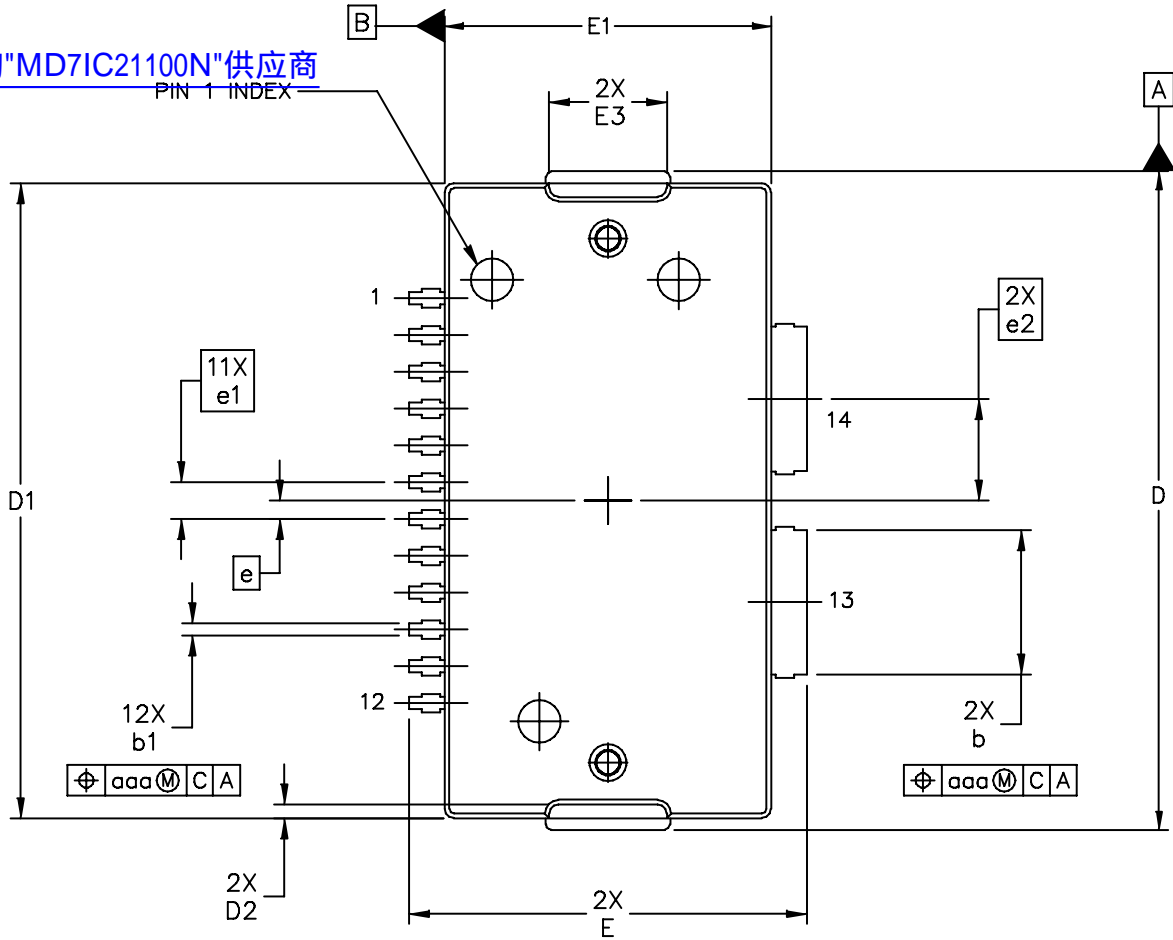 B
E1
"MD7IC21100N"供应商
PIN 1 INDEX
2X
E3
A
1
2X
e2
11X
e1
14
D1
D
e
13
12
12X
b1
2X
b
⌖ aaa Ⓜ C A
⌖ aaa Ⓜ C A
2X
D2
2X
E